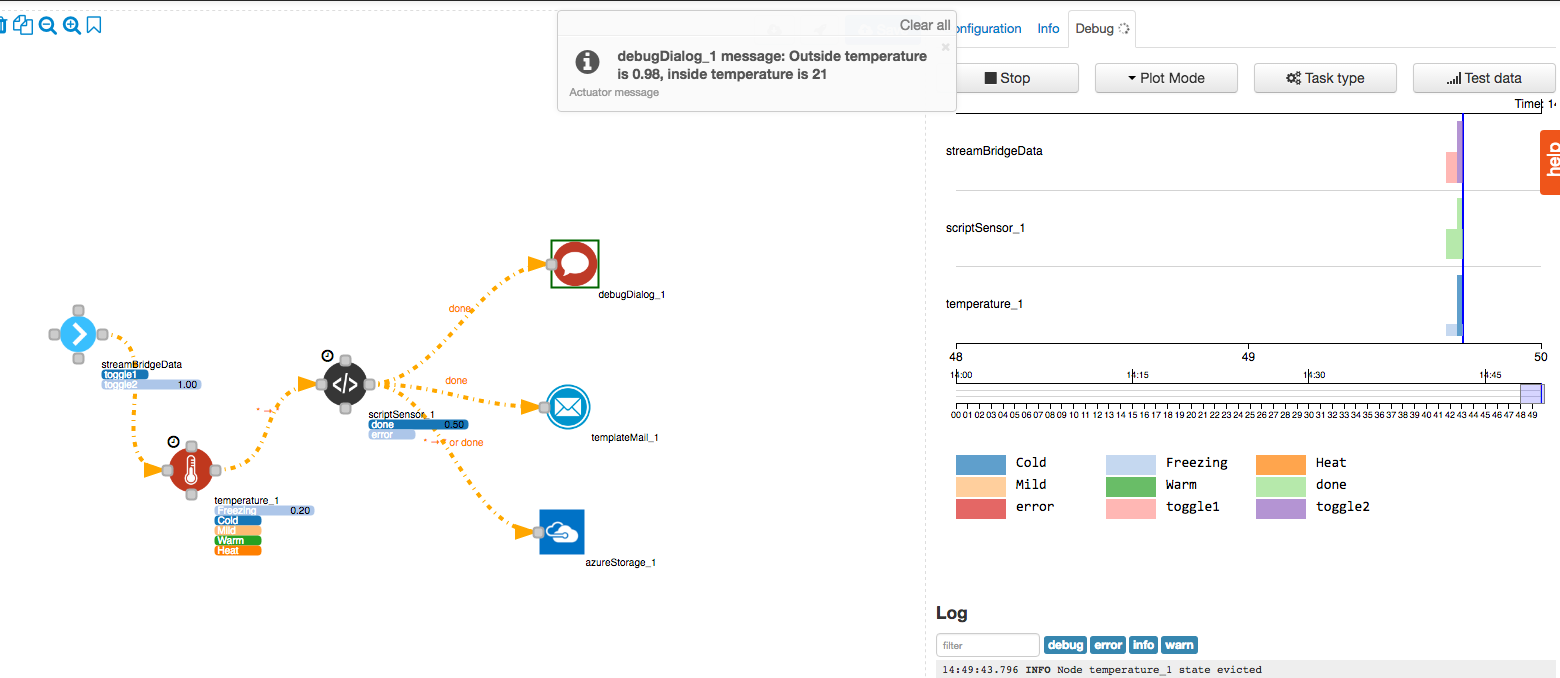 Clear all
debugDialog_1 message: Outside temperature
is 0.98, inside temperature is 21
Actuator message
onfiguration
Info
Debug
Stop
Plot Mode
Task type
Test data
Time: 14
help
streamBridgeData
scriptSensor_1
temperature_1
48 49 50
14:00 14:15 14:30 14:45
00 01 02 03 04 05 06 07 08 09 10 11 12 13 14 15 16 17 18 19 20 21 22 23 24 25 26 27 28 29 30 31 32 33 34 35 36 37 38 39 40 41 42 43 44 45 46 47 48 49
Cold Freezing Heat
Mild Warm done
error toggle1 toggle2
Log
filter debug error info warn
14:49:43.796 INFO Node temperature_1 state evicted
debugDialog_1
done
streamBridgeData
toggle1
toggle2 1.00
done
scriptSensor_1
done 0.50
error
or done
templateMail_1
temperature_1
Freezing 0.20
Cold
Mild
Warm
Heat
azureStorage_1